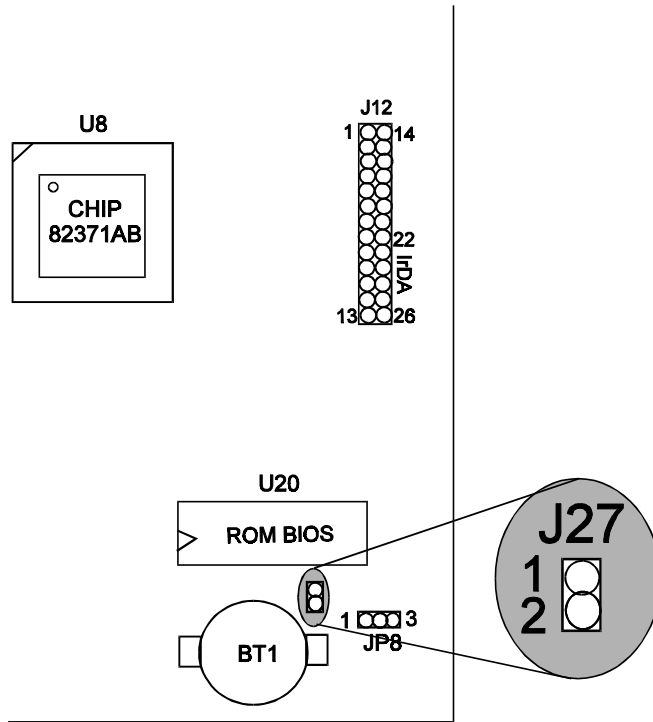 J12
1 14
U8
CHIP
82371AB
22
IrDA
13 26
U20
ROM BIOS
J27
1
2
1 3
JP8
BT1